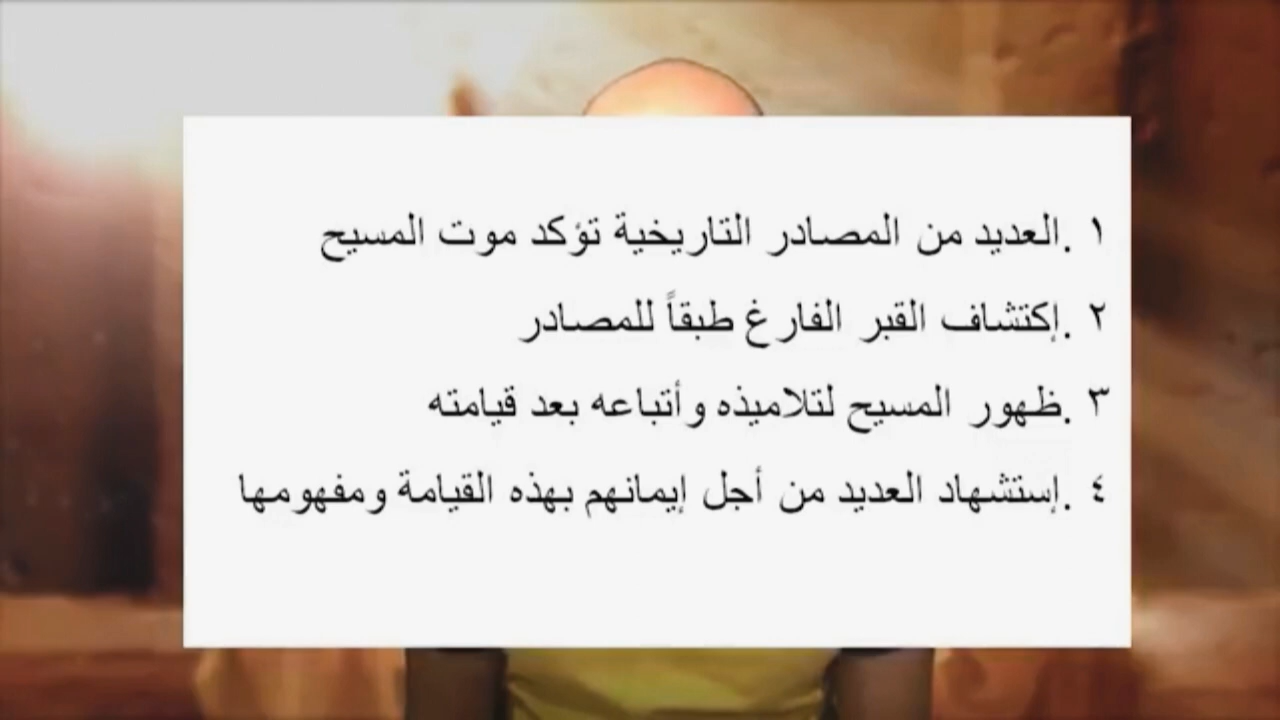 ١ .العديد من المصادر التاريخية تؤكد موت المسيح
٢ .إكتشاف القبر الفارغ طبقاً للمصادر
٣ .ظهور المسيح لتلاميذه وأتباعه بعد قيامته
٤ .إستشهاد العديد من أجل إيمانهم بهذه القيامة ومفهومها